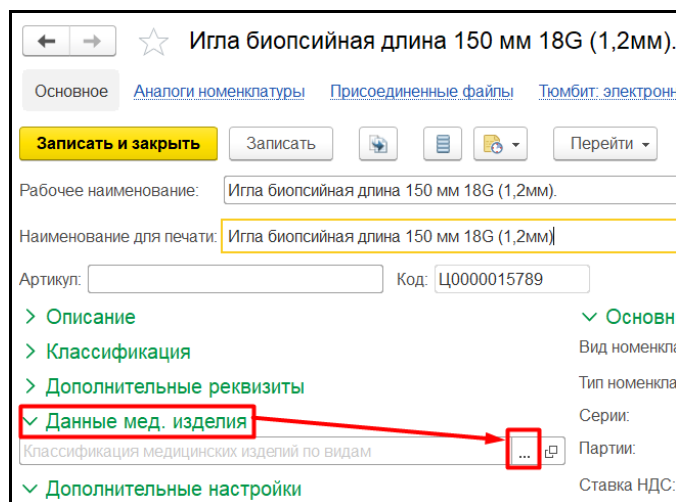 Игла биопсийная длина 150 мм 18G (1,2мм).
Основное Аналоги номенклатуры Присоединенные файлы Тюмбит: электронн
Записать и закрыть Записать Перейти
Рабочее наименование: Игла биопсийная длина 150 мм 18G (1,2мм).
Наименование для печати: Игла биопсийная длина 150 мм 18G (1,2мм)
Артикул: Код: Ц0000015789
Описание
Классификация
Дополнительные реквизиты
Данные мед. изделия
Классификация медицинских изделий по видам ...
Дополнительные настройки
Основн
Вид номенкла
Тип номенкла
Серии:
Партии:
Ставка НДС: